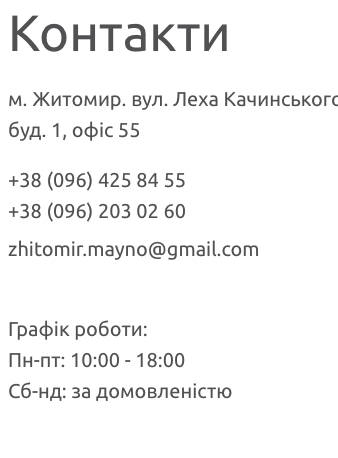 Контакти
м. Житомир. вул. Леха Качинського
буд. 1, офіс 55
+38 (096) 425 84 55
+38 (096) 203 02 60
zhitomir.mayno@gmail.com
Графік роботи:
Пн-пт: 10:00 - 18:00
Сб-нд: за домовленістю